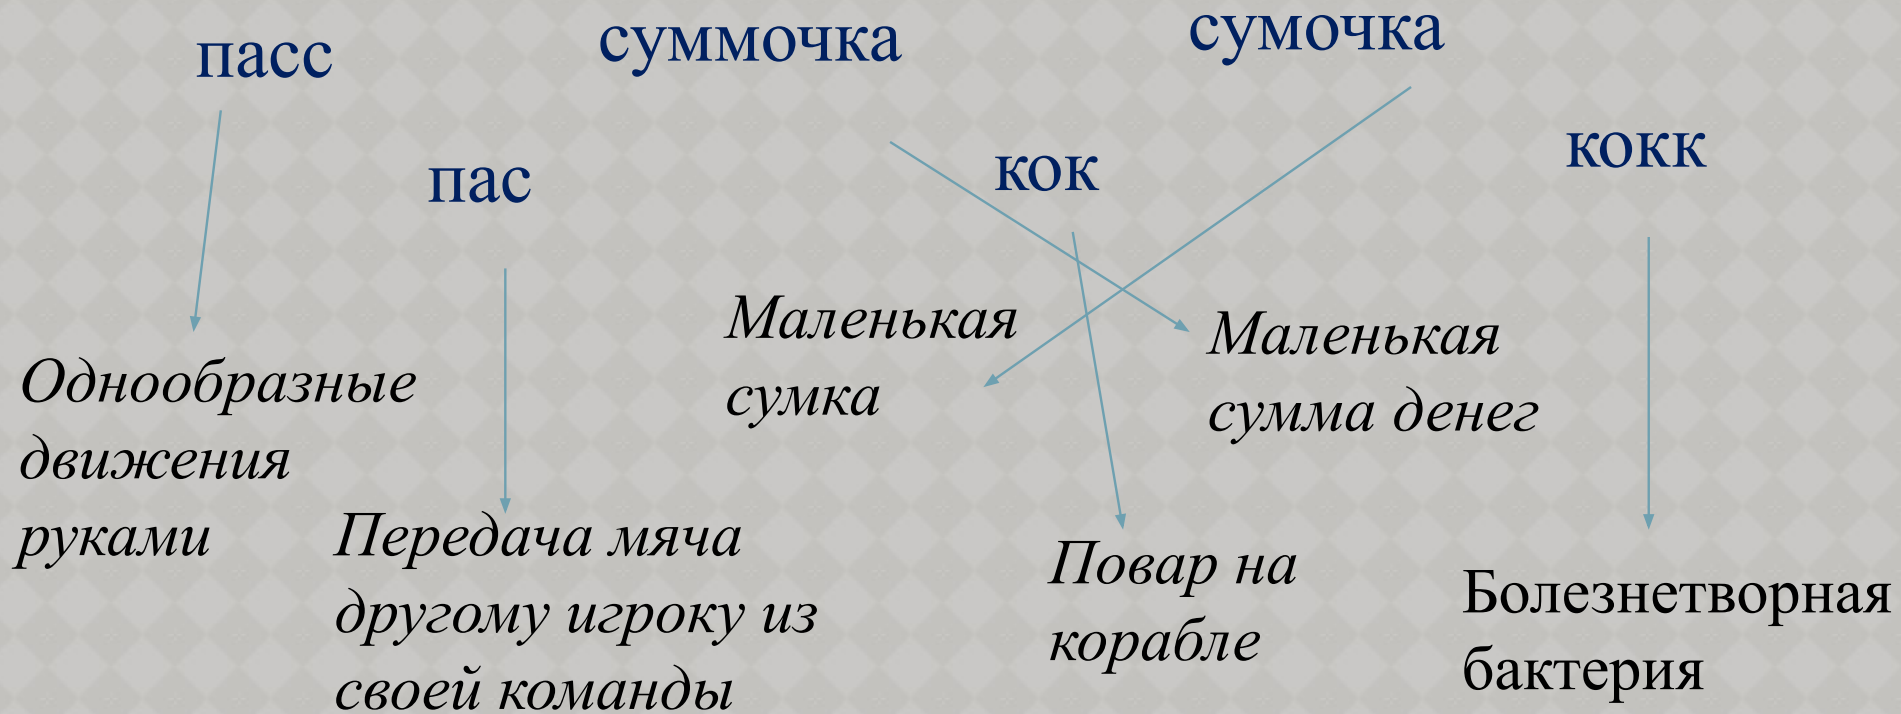 пасс
суммочка
сумочка
пас
кок
кокк
Однообразные
движения
руками
Передача мяча
другому игроку из
своей команды
Маленькая
сумка
Маленькая
сумма денег
Повар на
корабле
Болезнетворная
бактерия